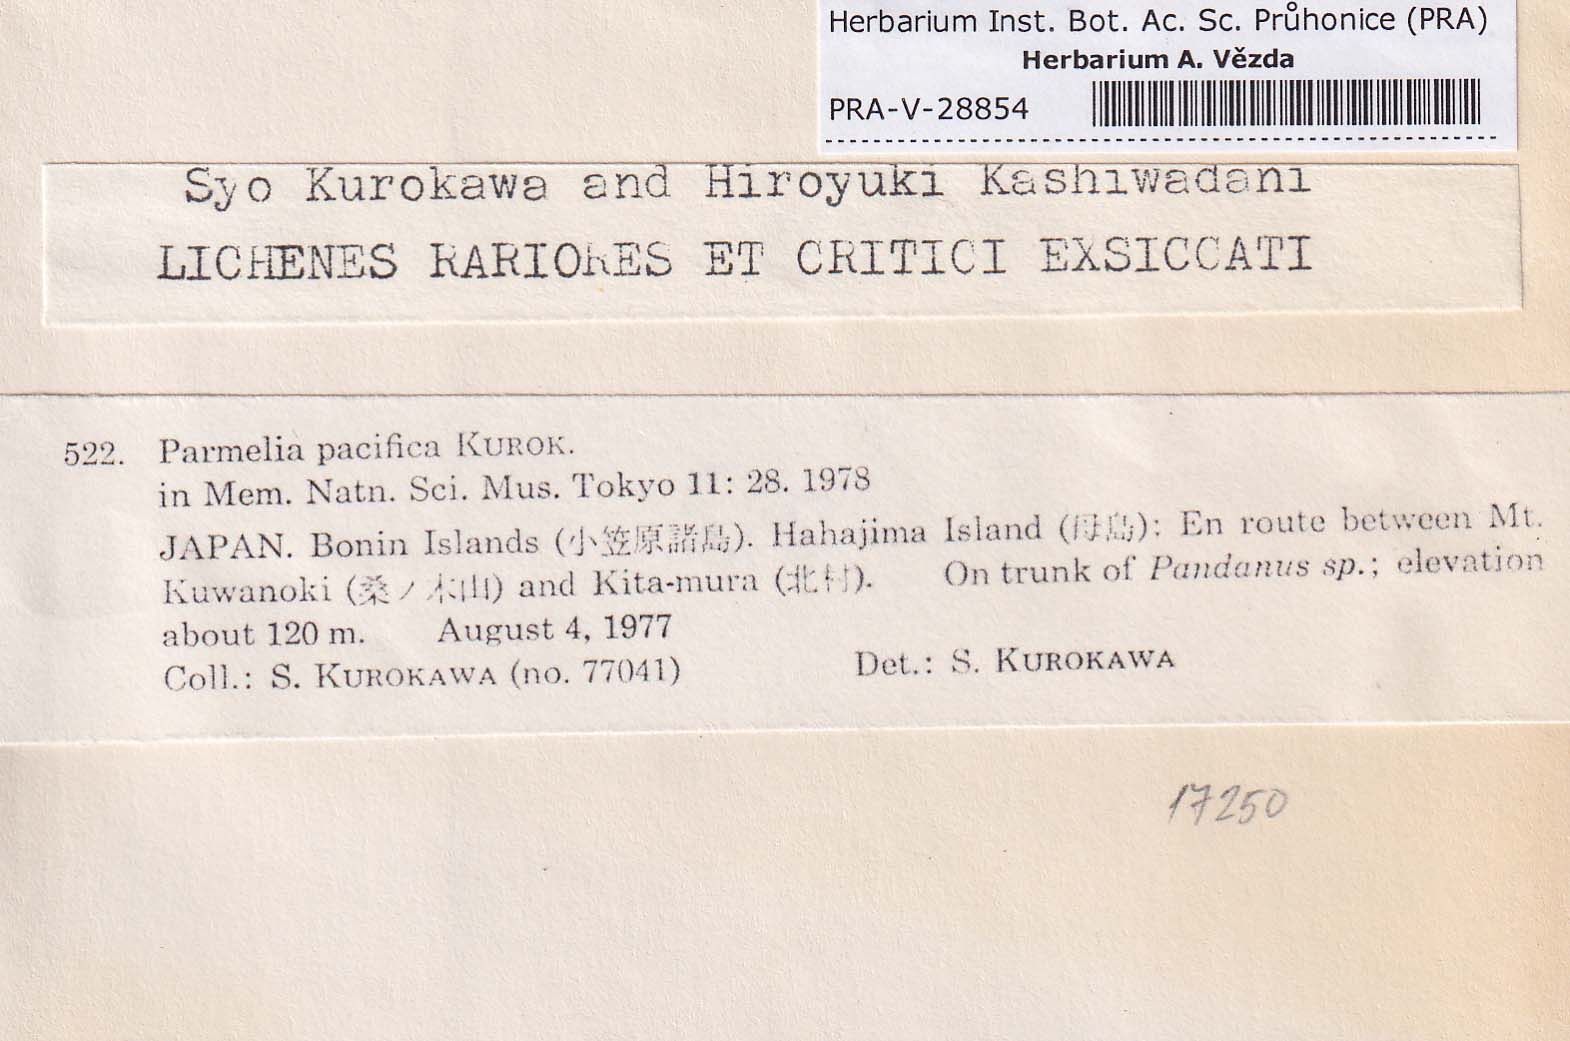 Herbarium Inst. Bot. Ac. Sc. Průhonice (PRA)
Herbarium A. Vězda
PRA-V-28854
Syo Kurokawa and Hiroyuki Kashiwadani
LICHENES RARIORES ET CRITICI EXSICCATI
522. Parmelia pacifica KUROK.
in Mem. Natn. Sci. Mus. Tokyo 11: 28. 1978
JAPAN. Bonin Islands (小笠原諸島). Hahajima Island (母島): En route between Mt.
Kuwanoki (桑ノ木山) and Kita-mura (北村). On trunk of Pandanus sp.; elevation
about 120 m. August 4, 1977
Coll.: S. KUROKAWA (no. 77041) Det.: S. KUROKAWA
17250